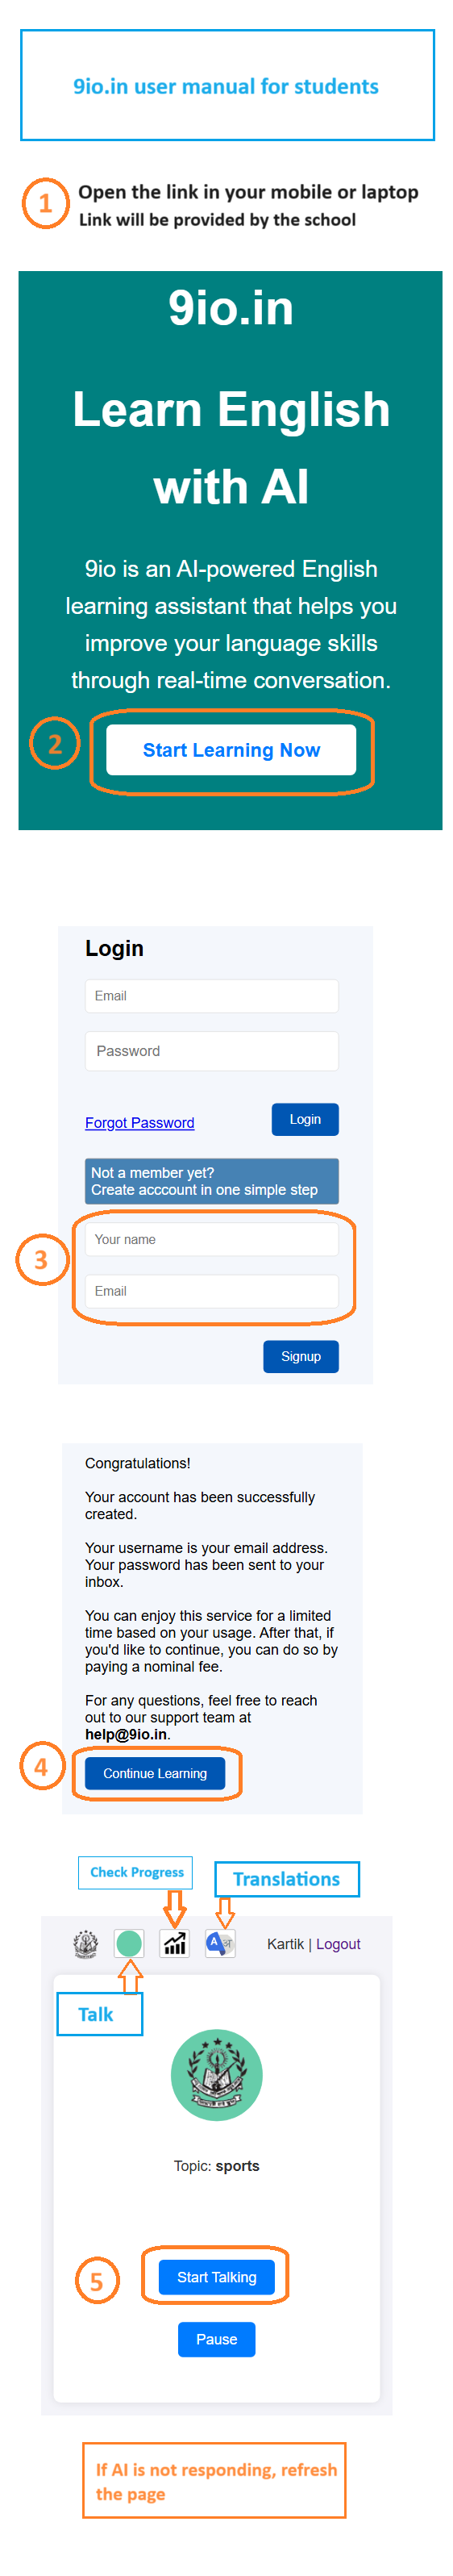 9io.in user manual for students
1
Open the link in your mobile or laptop
Link will be provided by the school
9io.in
Learn English
with AI
9io is an AI-powered English
learning assistant that helps you
improve your language skills
through real-time conversation.
2
Start Learning Now
Login
Email
Password
Forgot Password
Login
Not a member yet?
Create acccount in one simple step
3
Your name
Email
Signup
Congratulations!
Your account has been successfully
created.
Your username is your email address.
Your password has been sent to your
inbox.
You can enjoy this service for a limited
time based on your usage. After that, if
you'd like to continue, you can do so by
paying a nominal fee.
For any questions, feel free to reach
out to our support team at
help@9io.in.
4
Continue Learning
Check Progress
Translations
A अ
Kartik | Logout
Talk
Topic: sports
5
Start Talking
Pause
If AI is not responding, refresh
the page